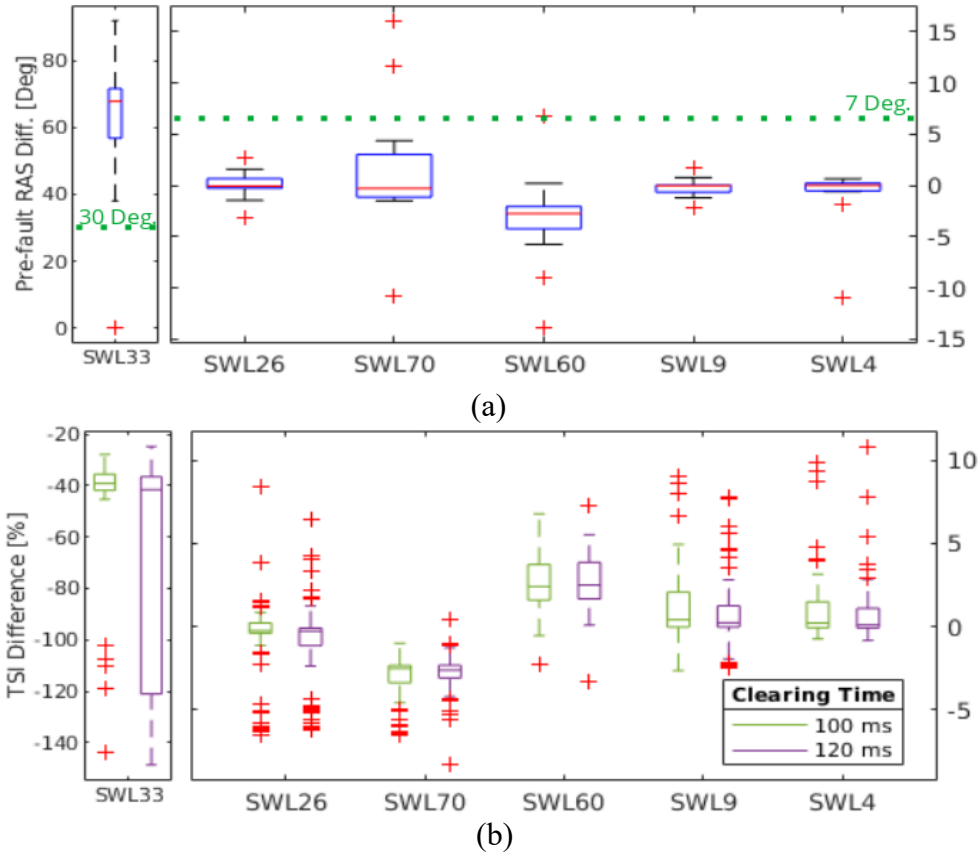 Pre-fault RAS Diff. [Deg]
80
60
40
20
0
30 Deg.
SWL33
7 Deg.
15
10
5
0
-5
-10
-15
SWL26
SWL70
SWL60
SWL9
SWL4
(a)
TSI Difference [%]
-20
-40
-60
-80
-100
-120
-140
SWL33
10
5
0
-5
Clearing Time
100 ms
120 ms
SWL26
SWL70
SWL60
SWL9
SWL4
(b)